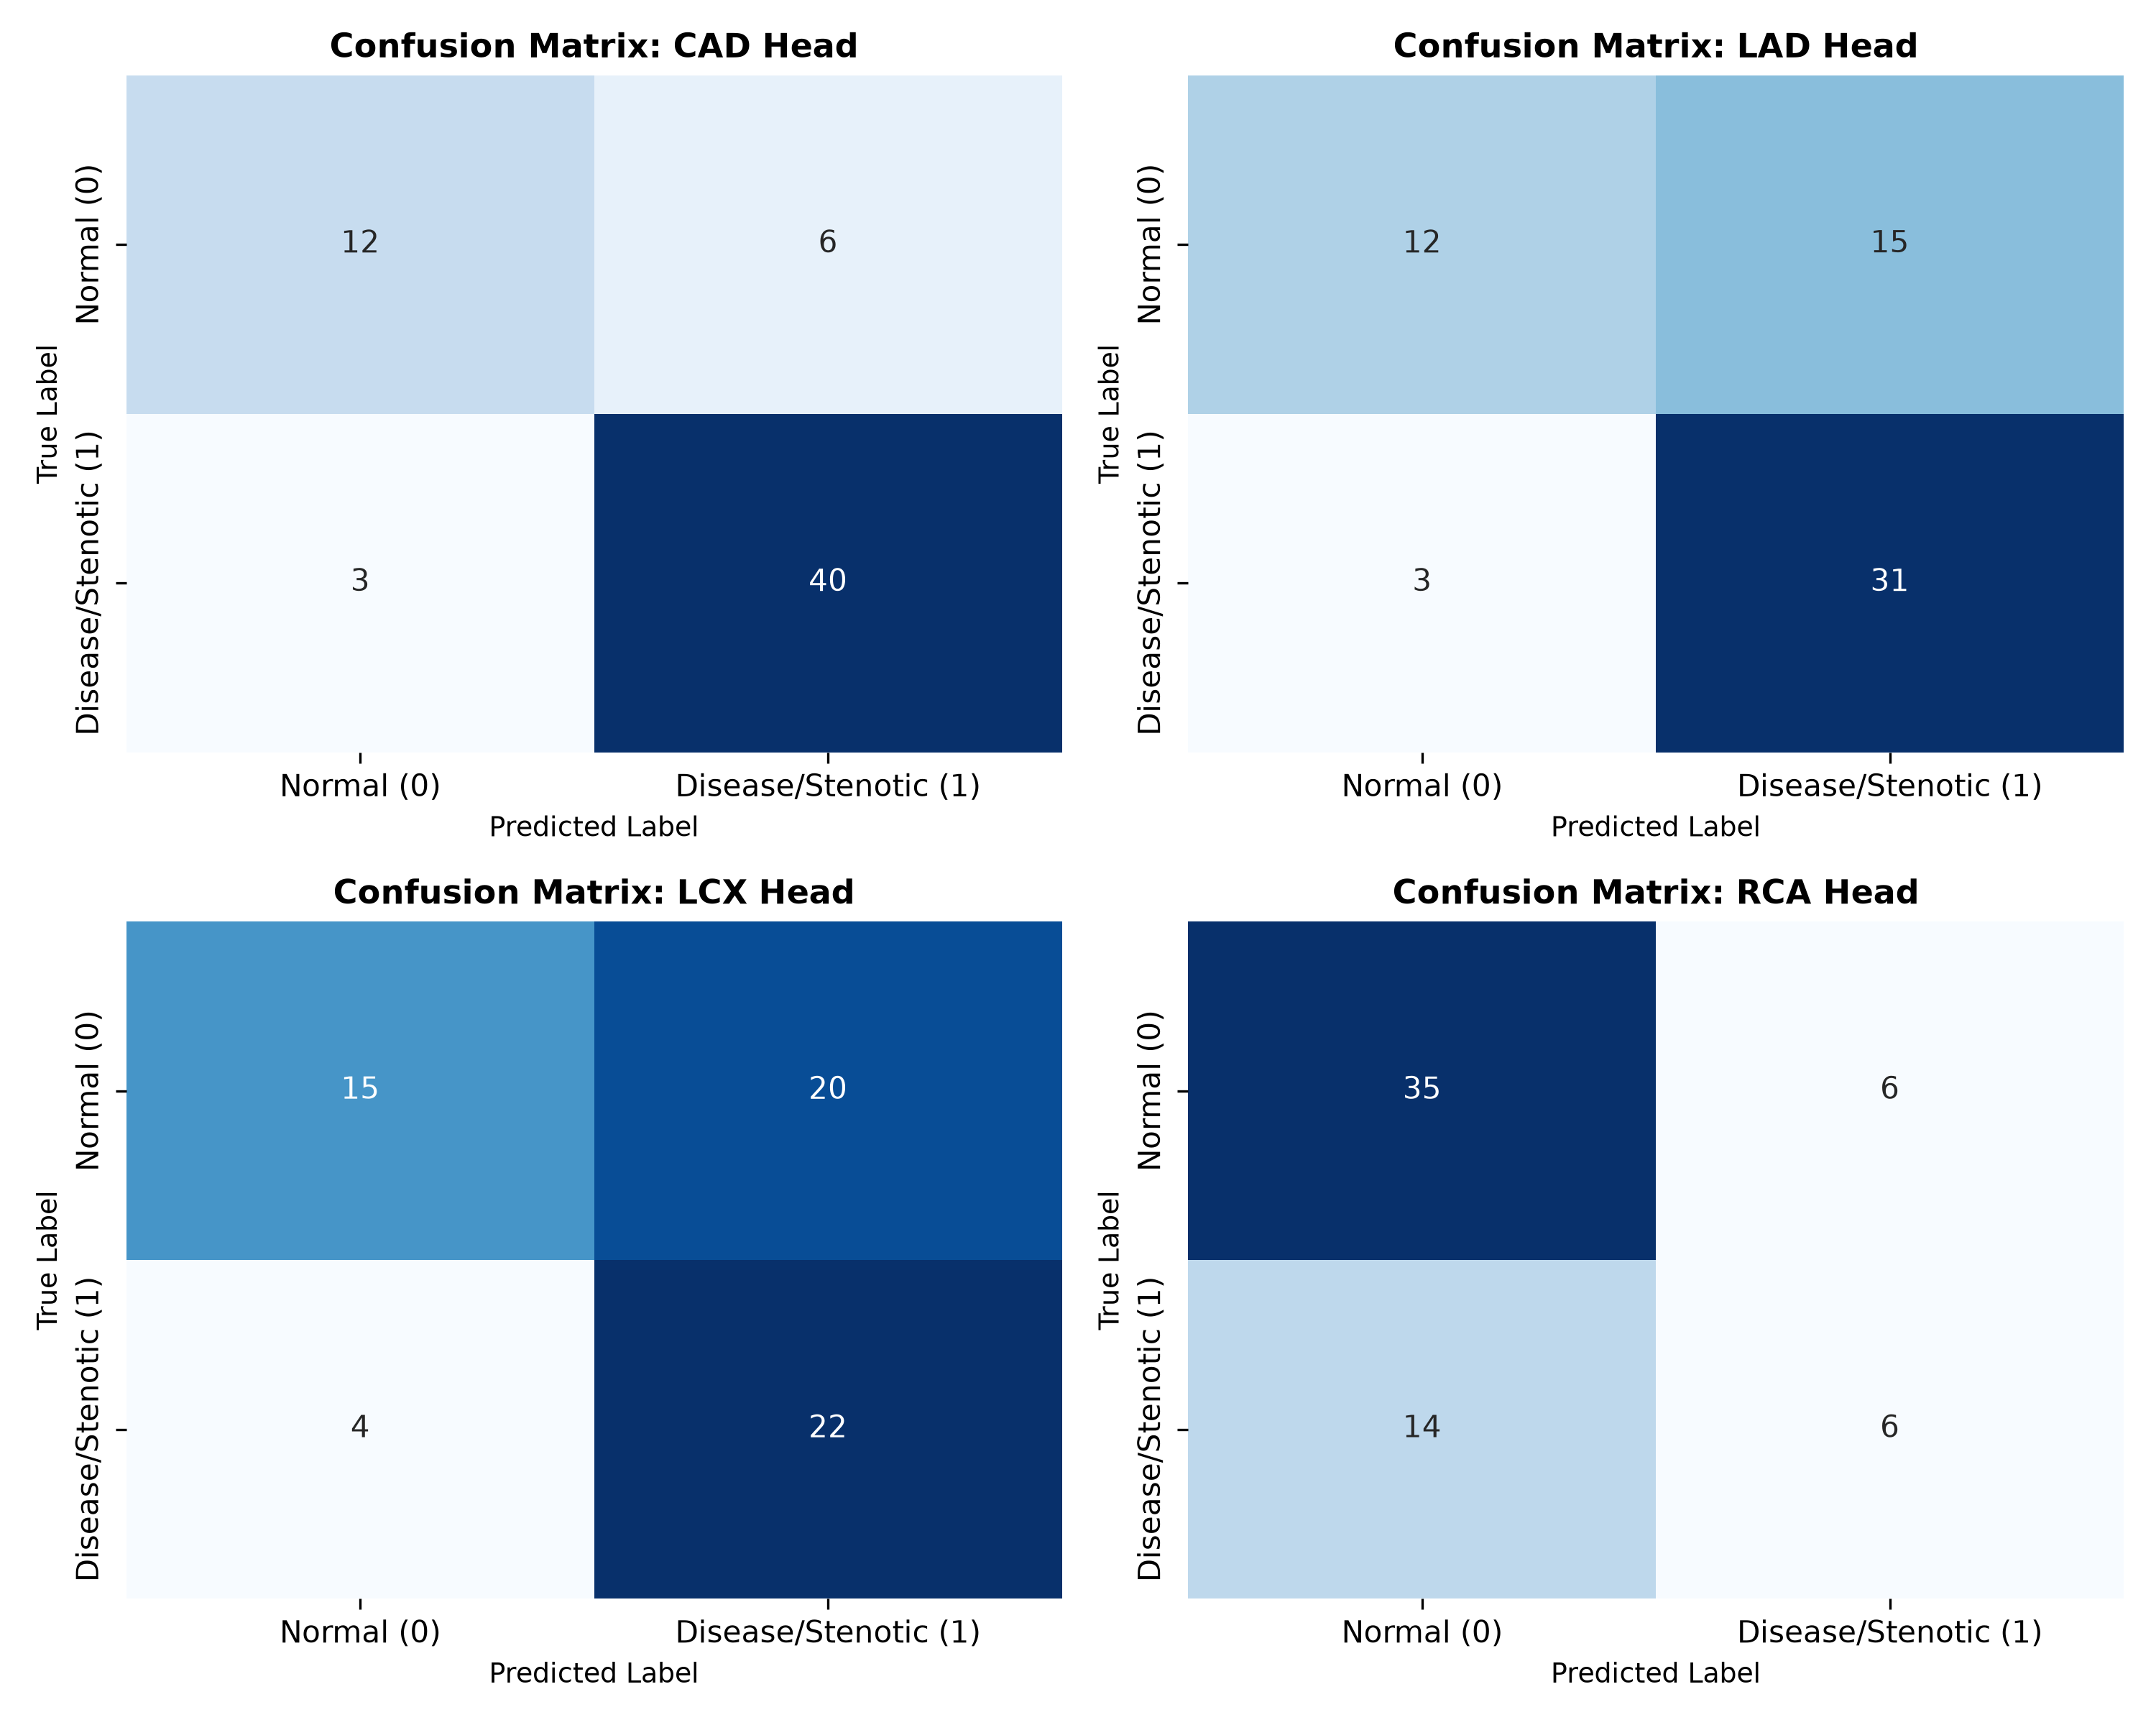 Confusion Matrix: CAD Head
True Label
Normal (0)
Disease/Stenotic (1)
12
6
3
40
Normal (0)
Disease/Stenotic (1)
Predicted Label
Confusion Matrix: LAD Head
True Label
Normal (0)
Disease/Stenotic (1)
12
15
3
31
Normal (0)
Disease/Stenotic (1)
Predicted Label
Confusion Matrix: LCX Head
True Label
Normal (0)
Disease/Stenotic (1)
15
20
4
22
Normal (0)
Disease/Stenotic (1)
Predicted Label
Confusion Matrix: RCA Head
True Label
Normal (0)
Disease/Stenotic (1)
35
6
14
6
Normal (0)
Disease/Stenotic (1)
Predicted Label